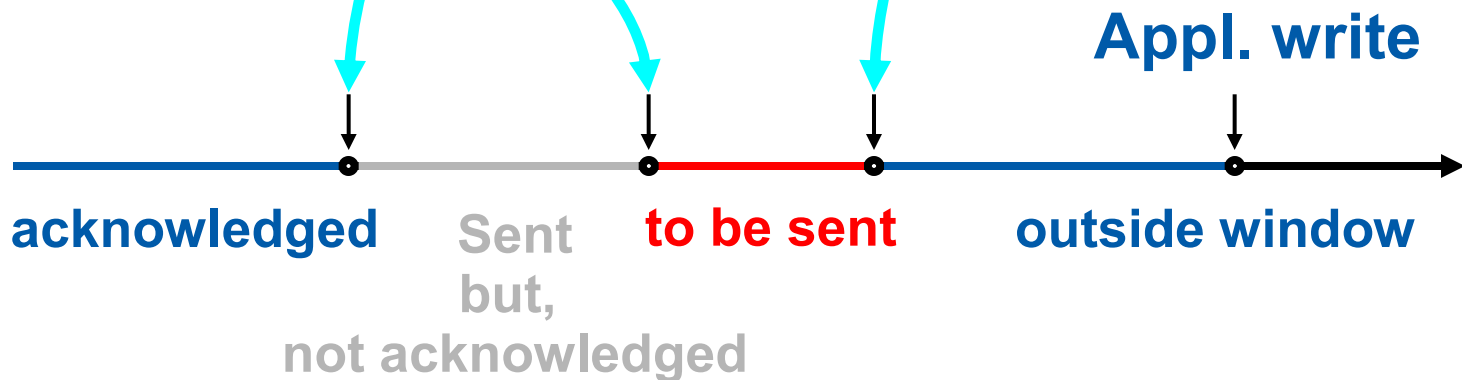 Appl. write
acknowledged
Sent
but,
not acknowledged
to be sent
outside window